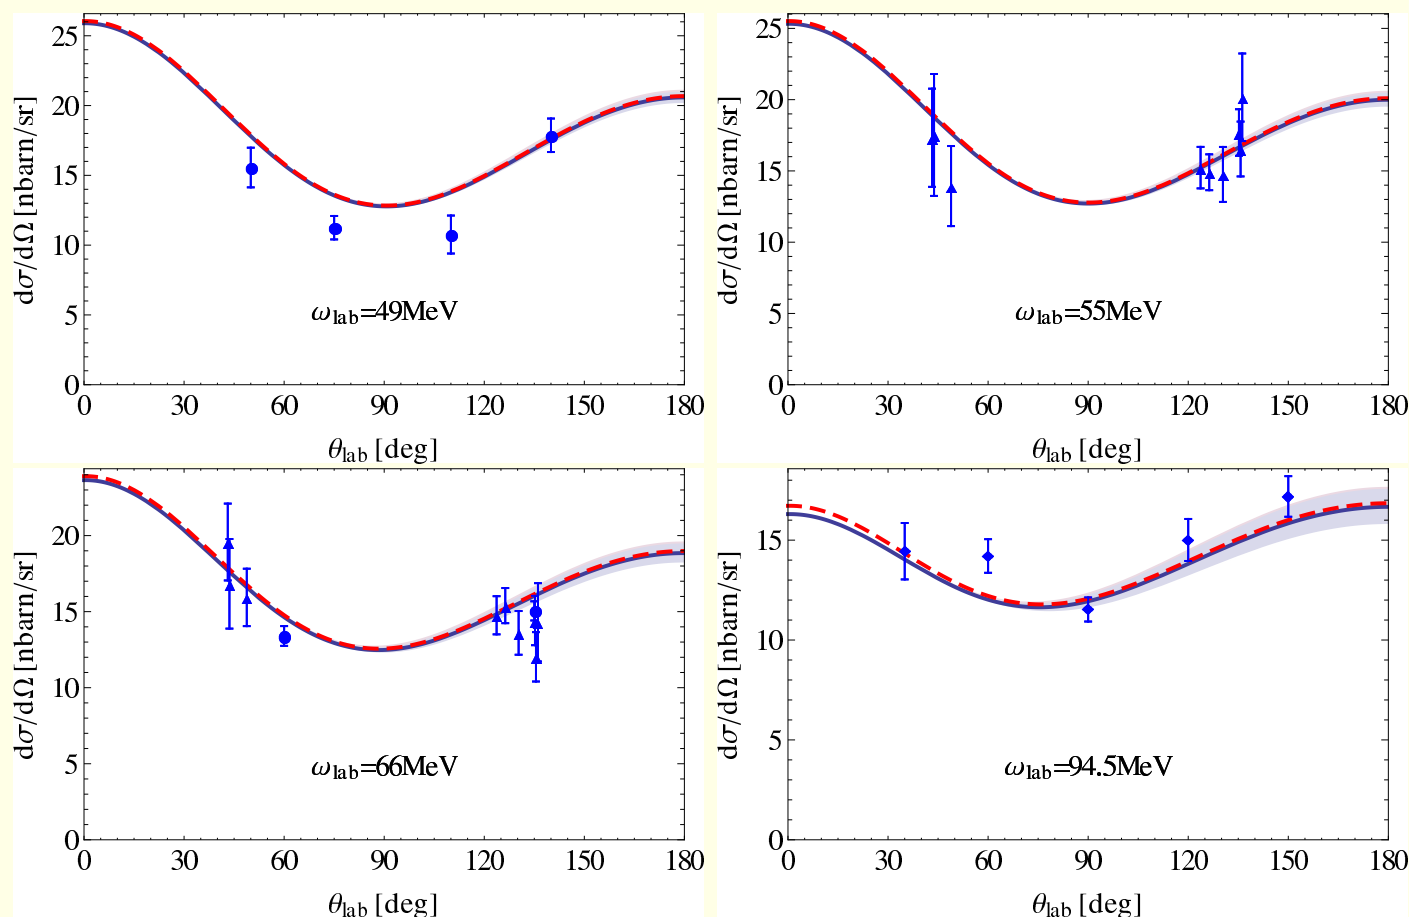 dσ/dΩ [nbarn/sr]
25
20
15
10
5
0
ω_lab=49MeV
0 30 60 90 120 150 180
θ_lab [deg]
dσ/dΩ [nbarn/sr]
25
20
15
10
5
0
ω_lab=55MeV
0 30 60 90 120 150 180
θ_lab [deg]
dσ/dΩ [nbarn/sr]
20
15
10
5
0
ω_lab=66MeV
0 30 60 90 120 150 180
θ_lab [deg]
dσ/dΩ [nbarn/sr]
15
10
5
0
ω_lab=94.5MeV
0 30 60 90 120 150 180
θ_lab [deg]